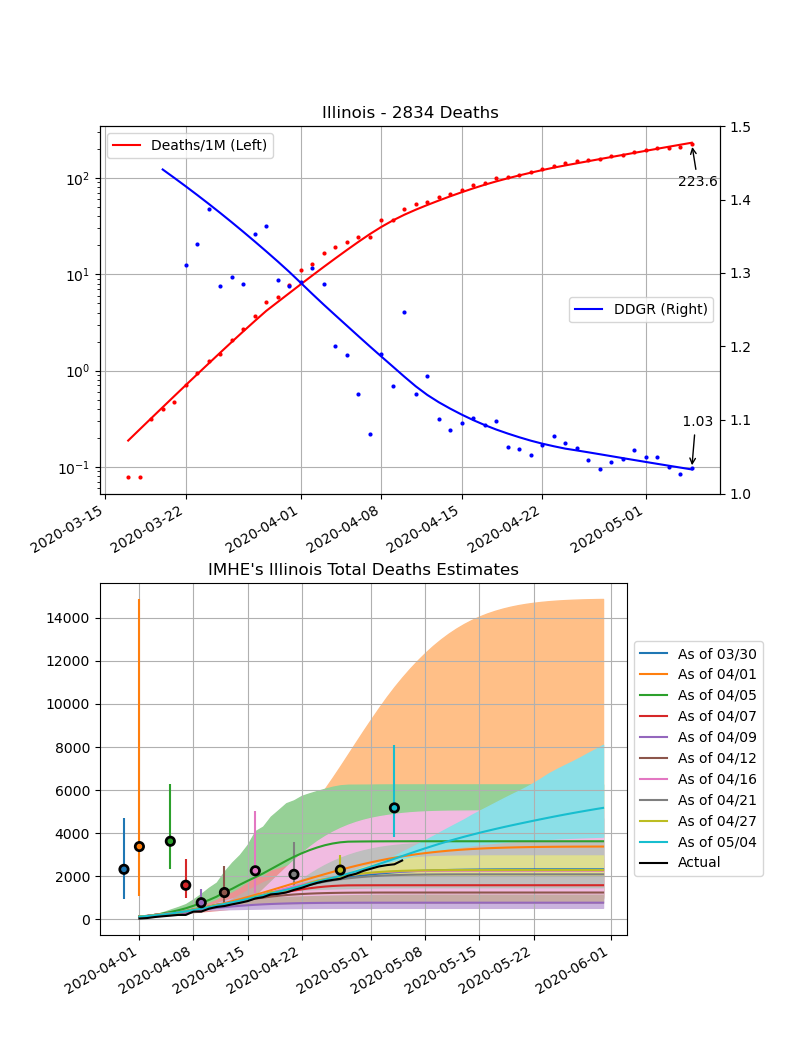 Illinois - 2834 Deaths
Deaths/1M (Left)
DDGR (Right)
223.6
1.03
10²
10¹
10⁰
10⁻¹
1.5
1.4
1.3
1.2
1.1
1.0
2020-03-15
2020-03-22
2020-04-01
2020-04-08
2020-04-15
2020-04-22
2020-05-01
IMHE's Illinois Total Deaths Estimates
14000
12000
10000
8000
6000
4000
2000
0
2020-04-01
2020-04-08
2020-04-15
2020-04-22
2020-05-01
2020-05-08
2020-05-15
2020-05-22
2020-06-01
As of 03/30
As of 04/01
As of 04/05
As of 04/07
As of 04/09
As of 04/12
As of 04/16
As of 04/21
As of 04/27
As of 05/04
Actual